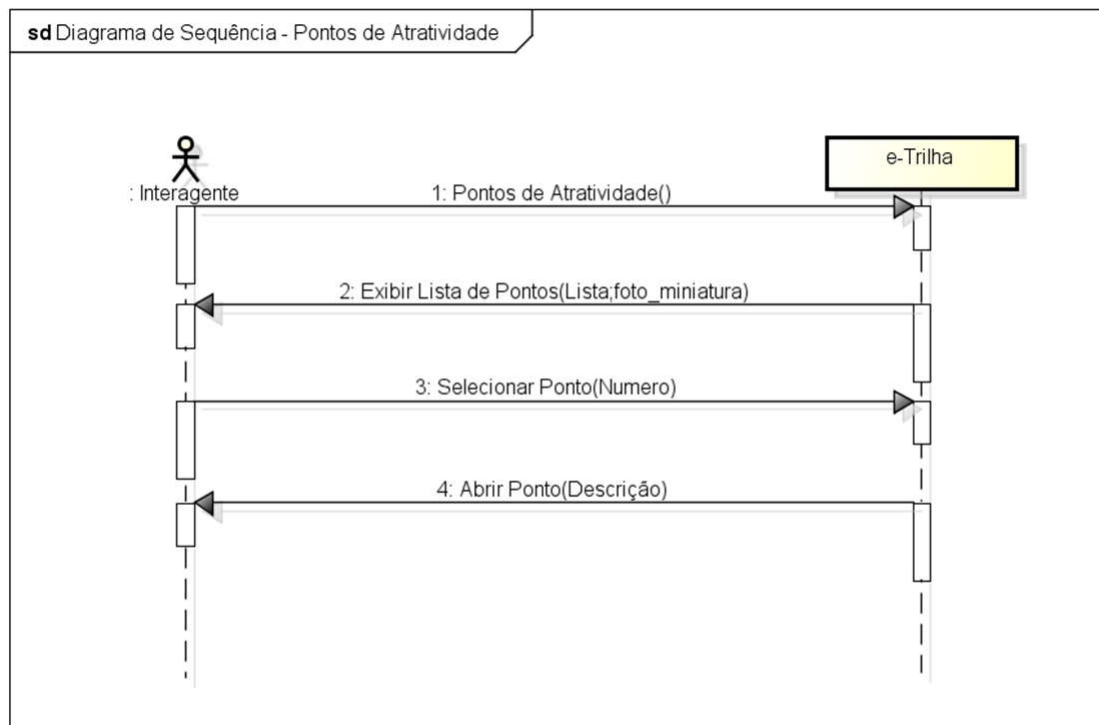 sd Diagrama de Sequência - Pontos de Atratividade
e-Trilha
: Interagente
1: Pontos de Atratividade()
2: Exibir Lista de Pontos(Lista;foto_miniatura)
3: Selecionar Ponto(Numero)
4: Abrir Ponto(Descrição)